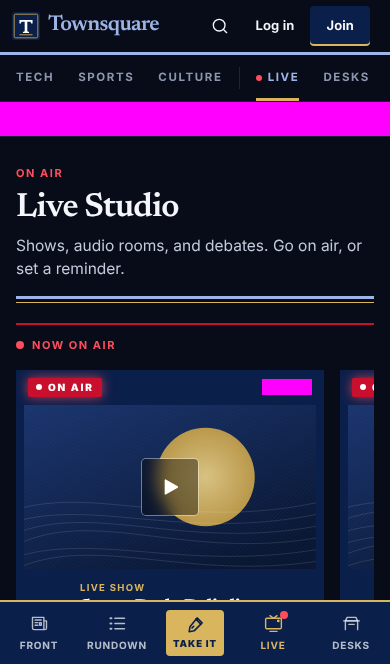 T Townsquare
Log in
Join
TECH SPORTS CULTURE LIVE DESKS
ON AIR
Live Studio
Shows, audio rooms, and debates. Go on air, or
set a reminder.
NOW ON AIR
ON AIR
LIVE SHOW
FRONT RUNDOWN TAKE IT LIVE DESKS